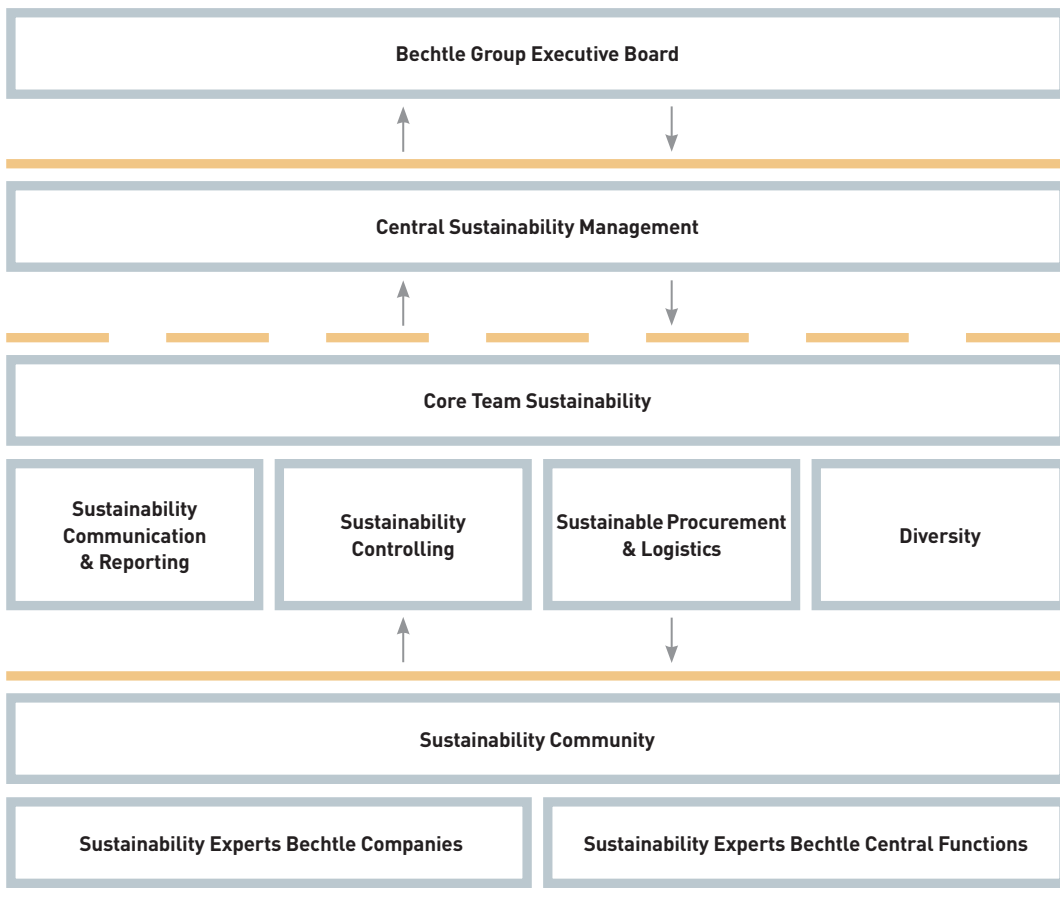 Bechtle Group Executive Board
Central Sustainability Management
Core Team Sustainability
Sustainability
Communication
& Reporting
Sustainability
Controlling
Sustainable Procurement
& Logistics
Diversity
Sustainability Community
Sustainability Experts Bechtle Companies
Sustainability Experts Bechtle Central Functions